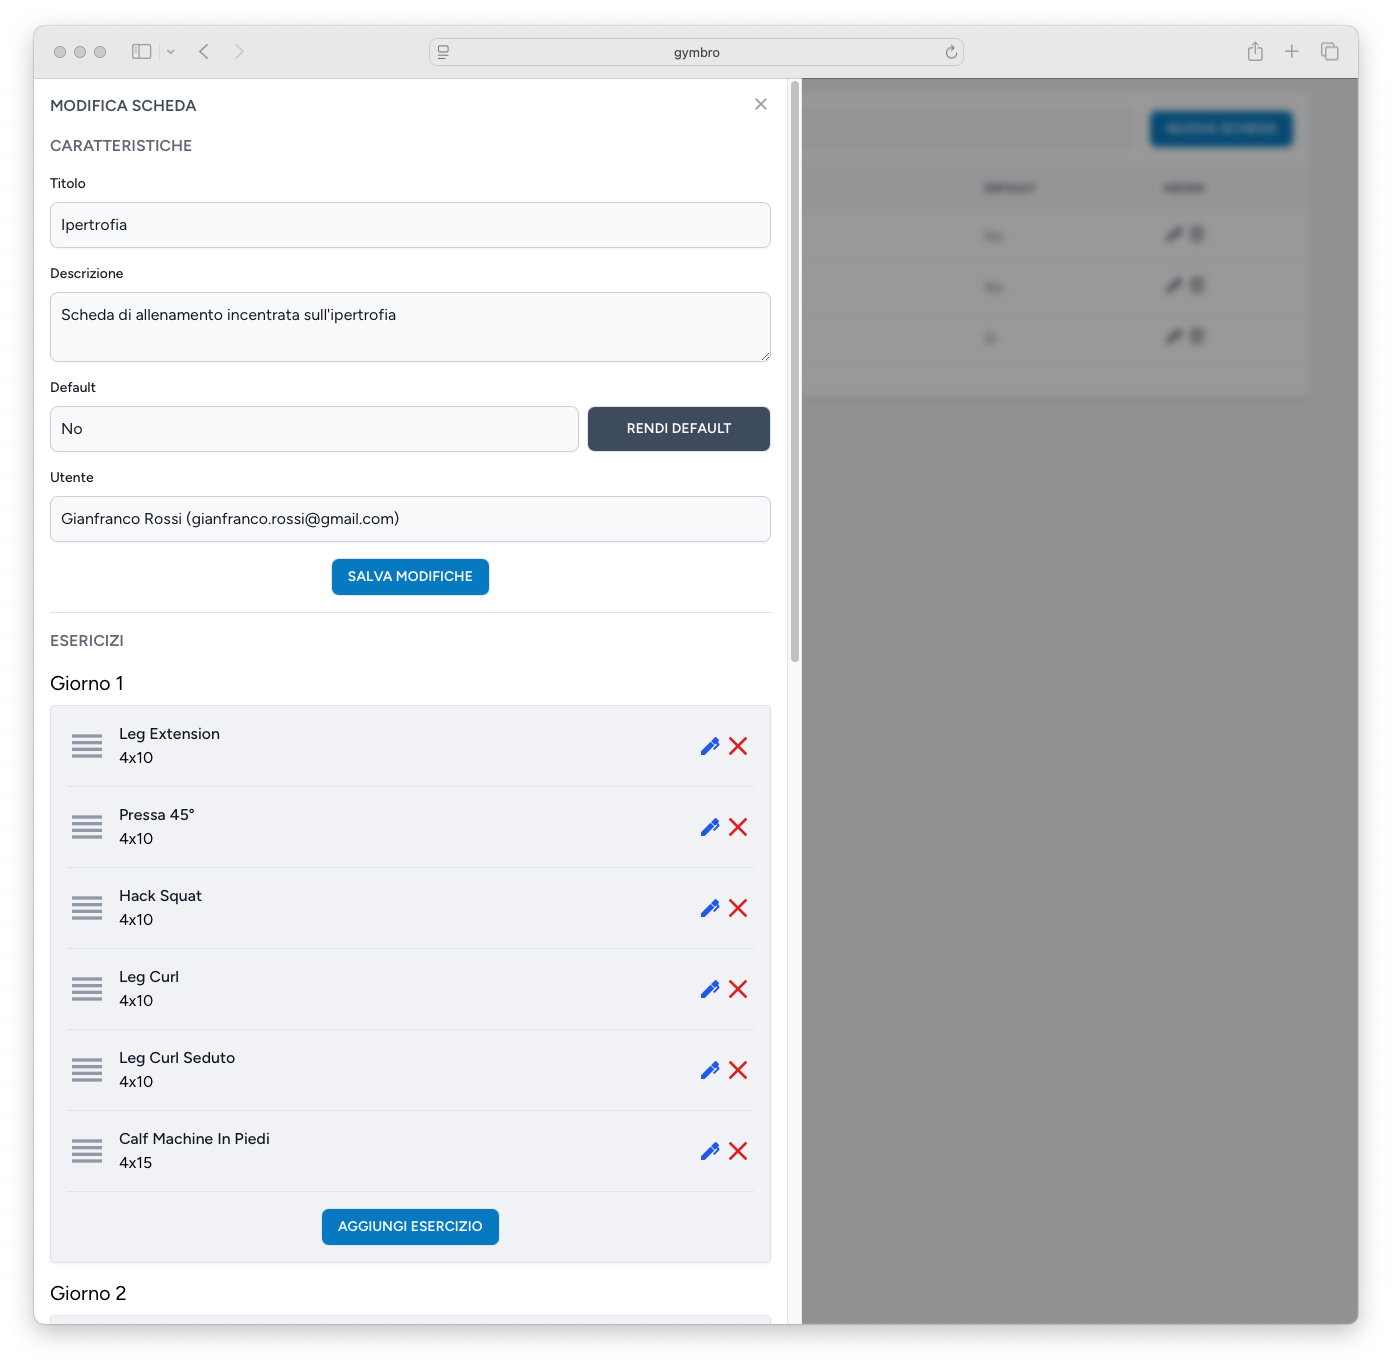 gymbro
MODIFICA SCHEDA
CARATTERISTICHE
Titolo
Ipertrofia
Descrizione
Scheda di allenamento incentrata sull'ipertrofia
Default
No
RENDI DEFAULT
Utente
Gianfranco Rossi (gianfranco.rossi@gmail.com)
SALVA MODIFICHE
ESERCIZI
Giorno 1
Leg Extension
4x10
Pressa 45°
4x10
Hack Squat
4x10
Leg Curl
4x10
Leg Curl Seduto
4x10
Calf Machine In Piedi
4x15
AGGIUNGI ESERCIZIO
Giorno 2